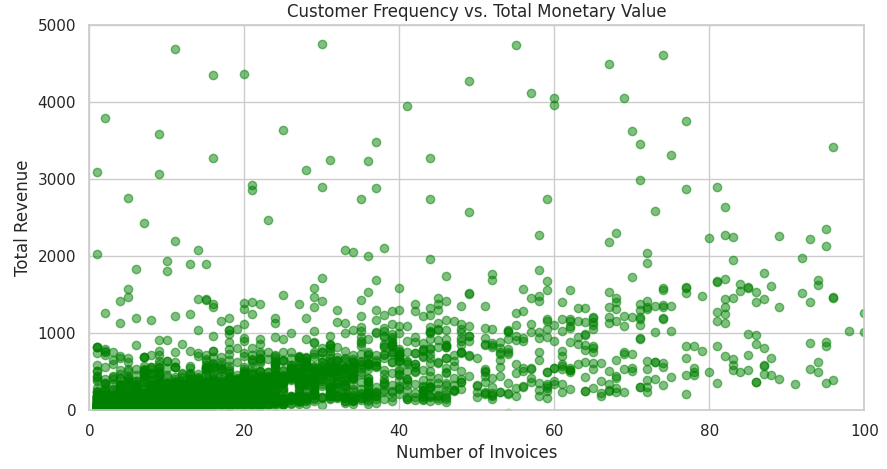 Customer Frequency vs. Total Monetary Value
5000
4000
3000
2000
1000
0
Total Revenue
0 20 40 60 80 100
Number of Invoices